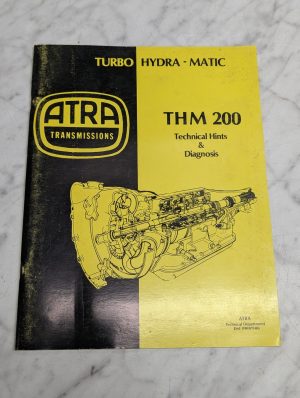 TURBO HYDRA - MATIC
ATRA
TRANSMISSIONS
THM 200
Technical Hints
&
Diagnosis
ATRA
Technical Department